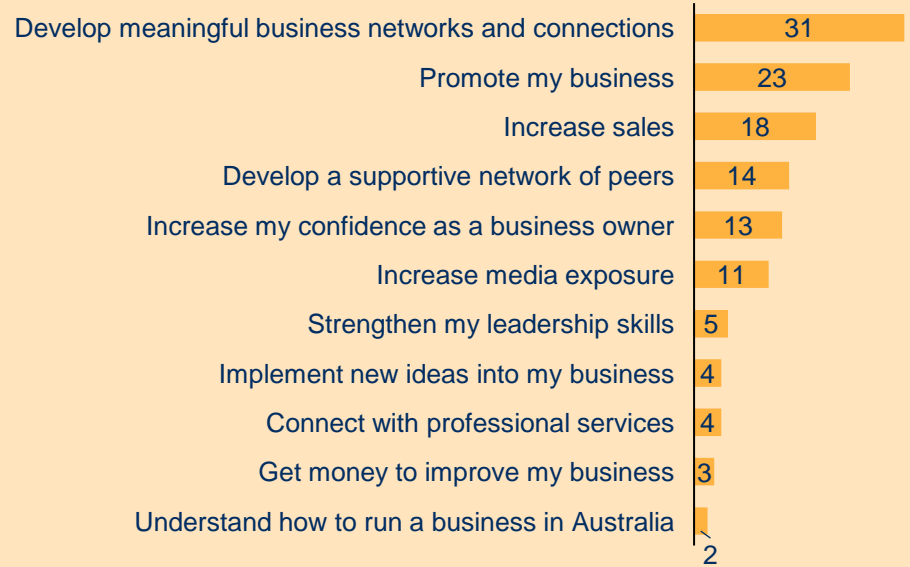 Develop meaningful business networks and connections 31
Promote my business 23
Increase sales 18
Develop a supportive network of peers 14
Increase my confidence as a business owner 13
Increase media exposure 11
Strengthen my leadership skills 5
Implement new ideas into my business 4
Connect with professional services 4
Get money to improve my business 3
Understand how to run a business in Australia
2